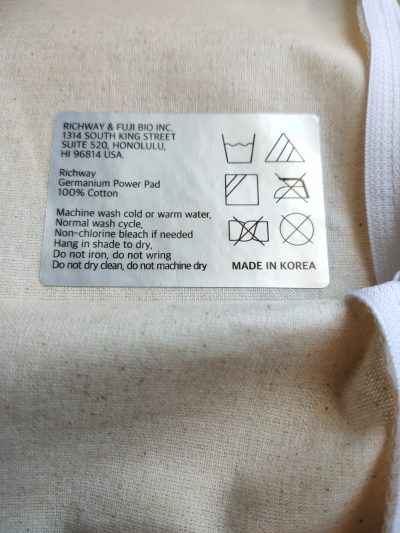 RICHWAY & FUJI BIO INC.
1314 SOUTH KING STREET
SUITE 520, HONOLULU,
HI 96814 USA.
Richway
Germanium Power Pad
100% Cotton
Machine wash cold or warm water,
Normal wash cycle,
Non-chlorine bleach if needed
Hang in shade to dry,
Do not iron, do not wring
Do not dry clean, do not machine dry
MADE IN KOREA